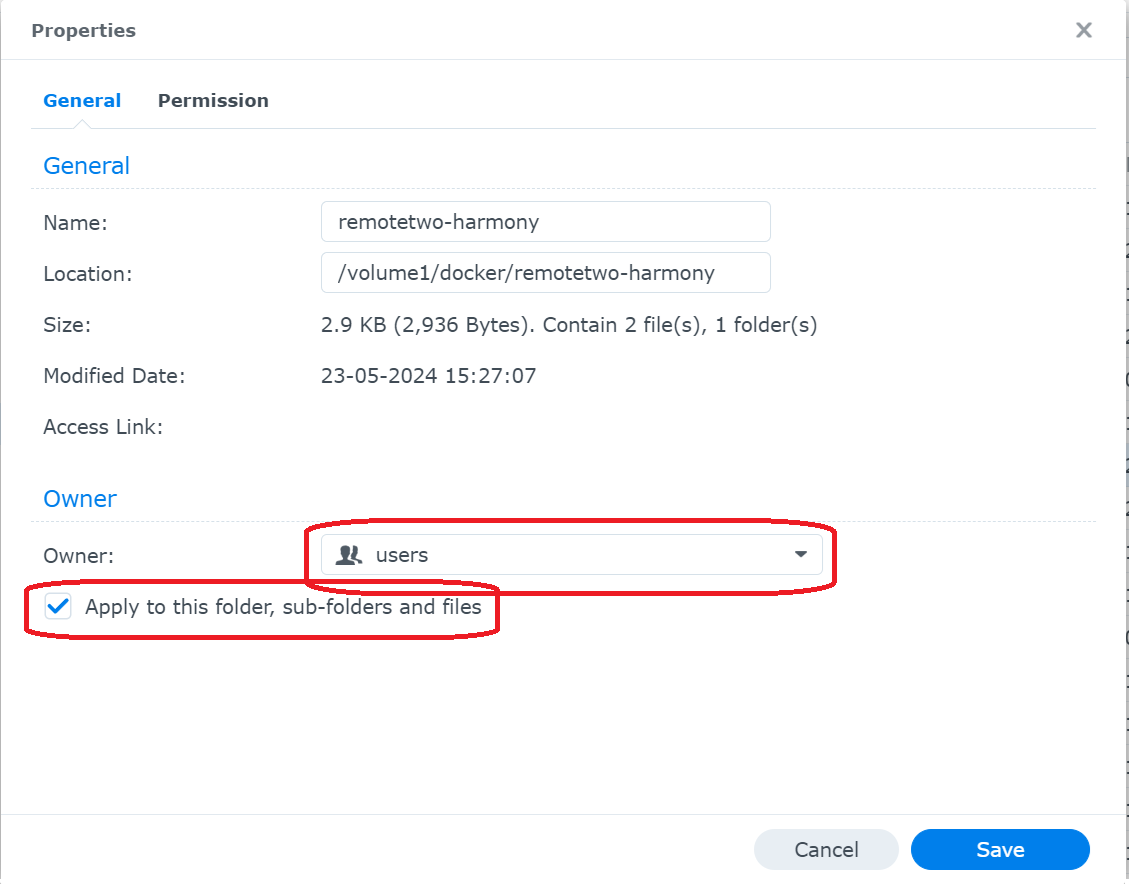 Properties
General Permission
General
Name: remotetwo-harmony
Location: /volume1/docker/remotetwo-harmony
Size: 2.9 KB (2,936 Bytes). Contain 2 file(s), 1 folder(s)
Modified Date: 23-05-2024 15:27:07
Access Link:
Owner
Owner: users
Apply to this folder, sub-folders and files
Cancel Save